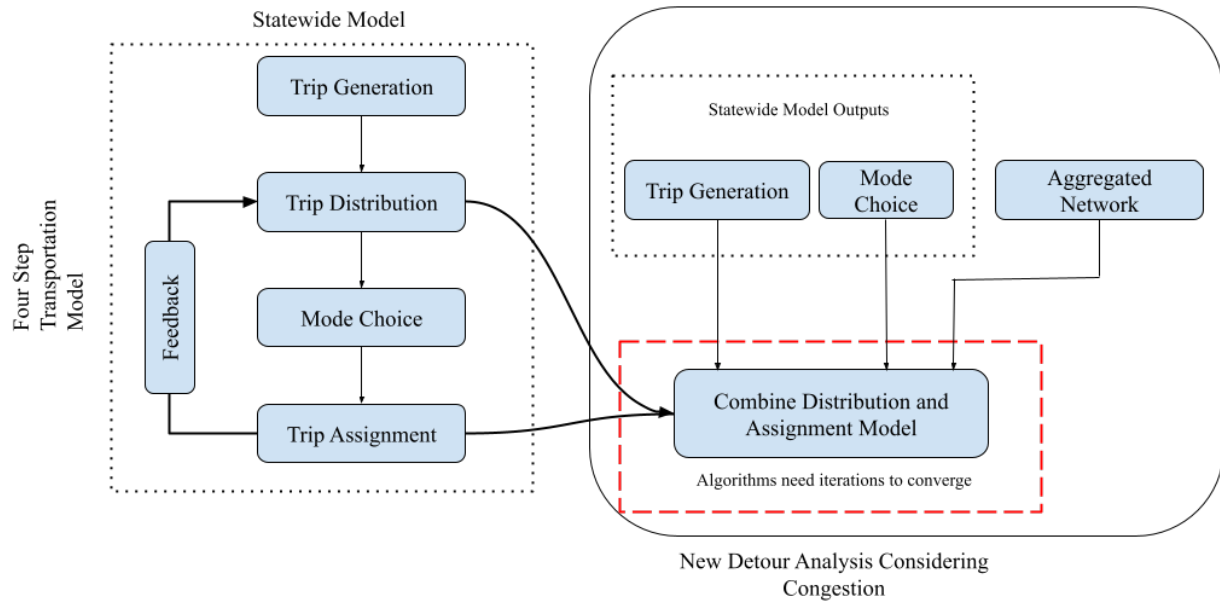 Statewide Model
Trip Generation
Trip Distribution
Mode Choice
Trip Assignment
Feedback
Four Step
Transportation
Model
Statewide Model Outputs
Trip Generation
Mode
Choice
Aggregated
Network
Combine Distribution and
Assignment Model
Algorithms need iterations to converge
New Detour Analysis Considering
Congestion